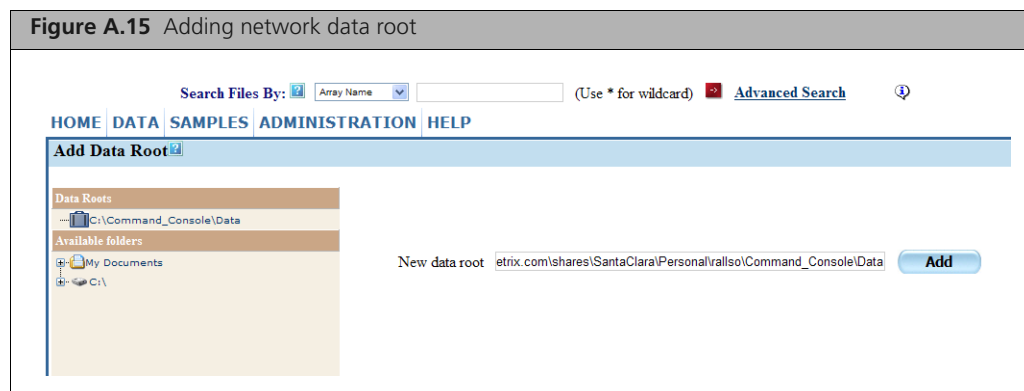 Figure A.15 Adding network data root
Search Files By: ? Array Name (Use * for wildcard) Advanced Search
HOME DATA SAMPLES ADMINISTRATION HELP
Add Data Root ?
Data Roots
C:\Command_Console\Data
Available folders
My Documents
C:\
New data root etrix.com\shares\SantaClara\Personal\rallso\Command_Console\Data Add